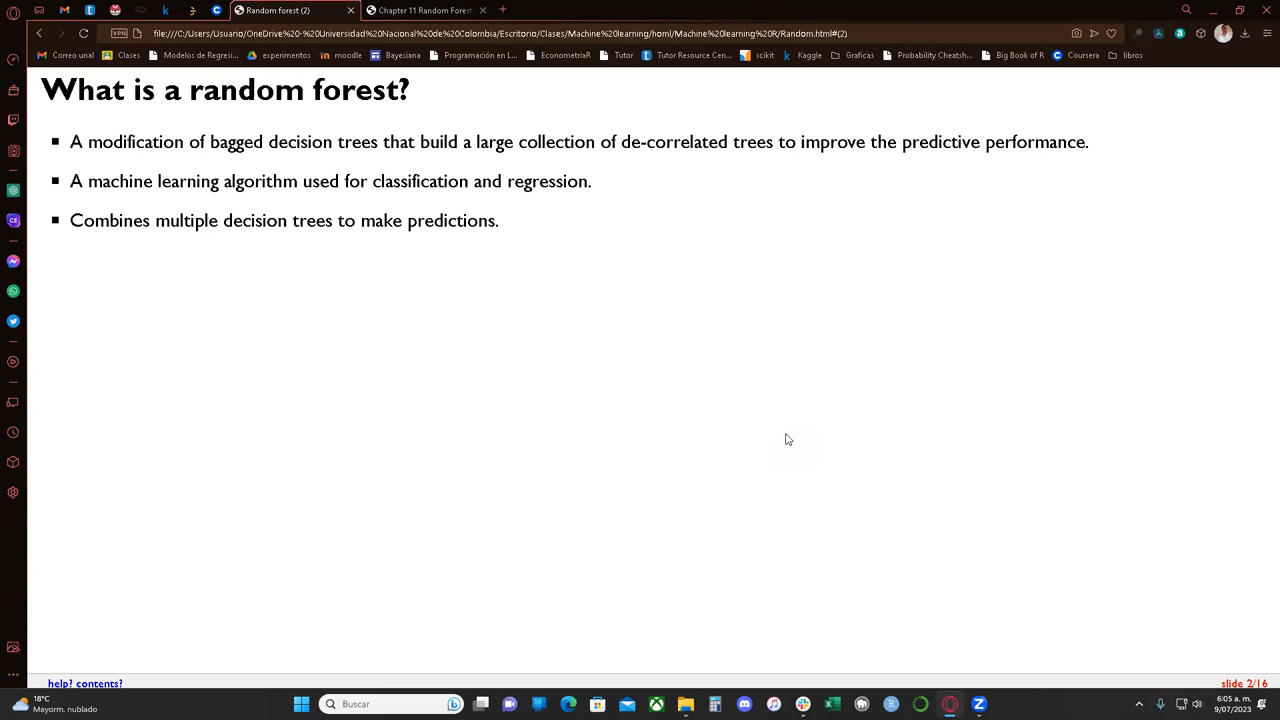 Random forest (2)
Chapter 11 Random Forest
VPN
file:///C:/Users/Usuario/OneDrive%20-%20Universidad%20Nacional%20de%20Colombia/Escritorio/Clases/Machine%20learning/homl/Machine%20learning%20R/Random.html#(2)
Correo unal
Clases
Modelos de Regresi...
experimentos
moodle
Bayesiana
Programación en L...
EconometriaR
Tutor
Tutor Resource Cen...
scikit
Kaggle
Graficas
Probability Cheatsh...
Big Book of R
Coursera
libros
What is a random forest?
A modification of bagged decision trees that build a large collection of de-correlated trees to improve the predictive performance.
A machine learning algorithm used for classification and regression.
Combines multiple decision trees to make predictions.
help? contents?
slide 2/16
18°C
Mayorm. nublado
Buscar
6:05 a. m.
9/07/2023